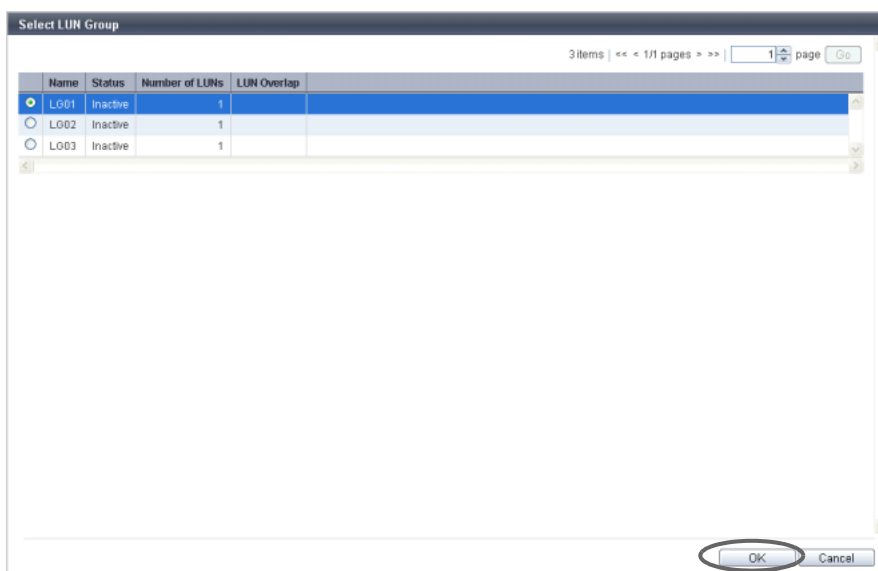 Select LUN Group
3 items | << < 1/1 pages > >> | 1 page Go
Name Status Number of LUNs LUN Overlap
LG01 Inactive 1
LG02 Inactive 1
LG03 Inactive 1
OK Cancel